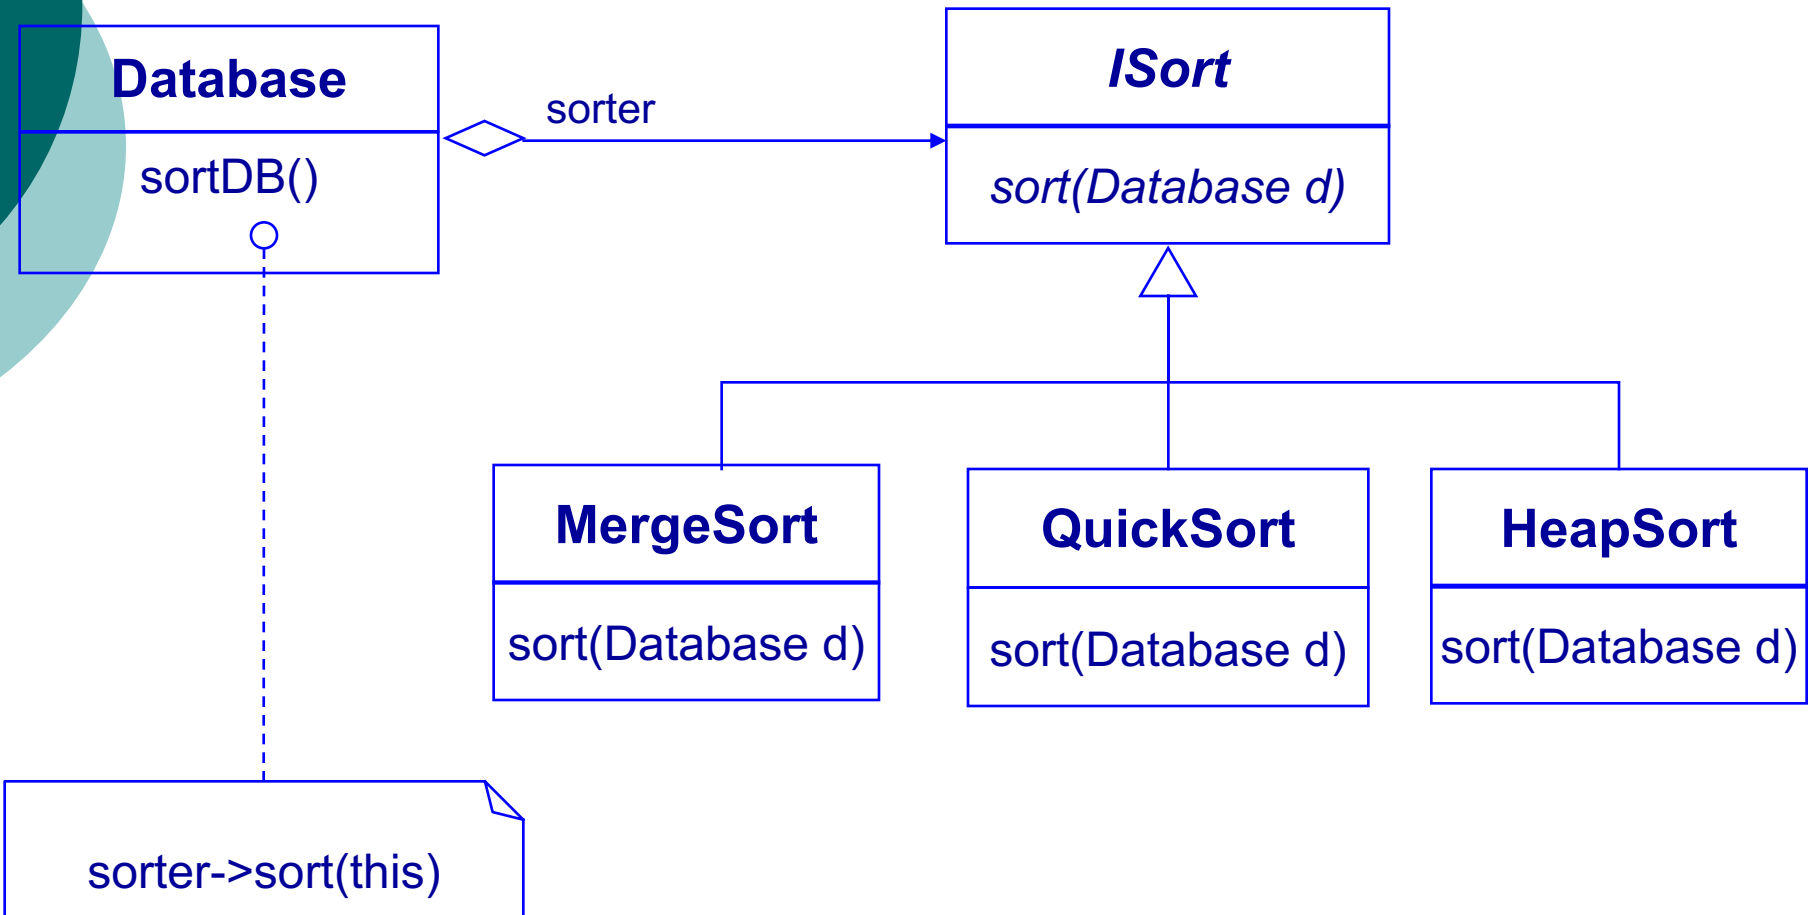 Database
sortDB()
sorter
ISort
sort(Database d)
MergeSort
sort(Database d)
QuickSort
sort(Database d)
HeapSort
sort(Database d)
sorter->sort(this)